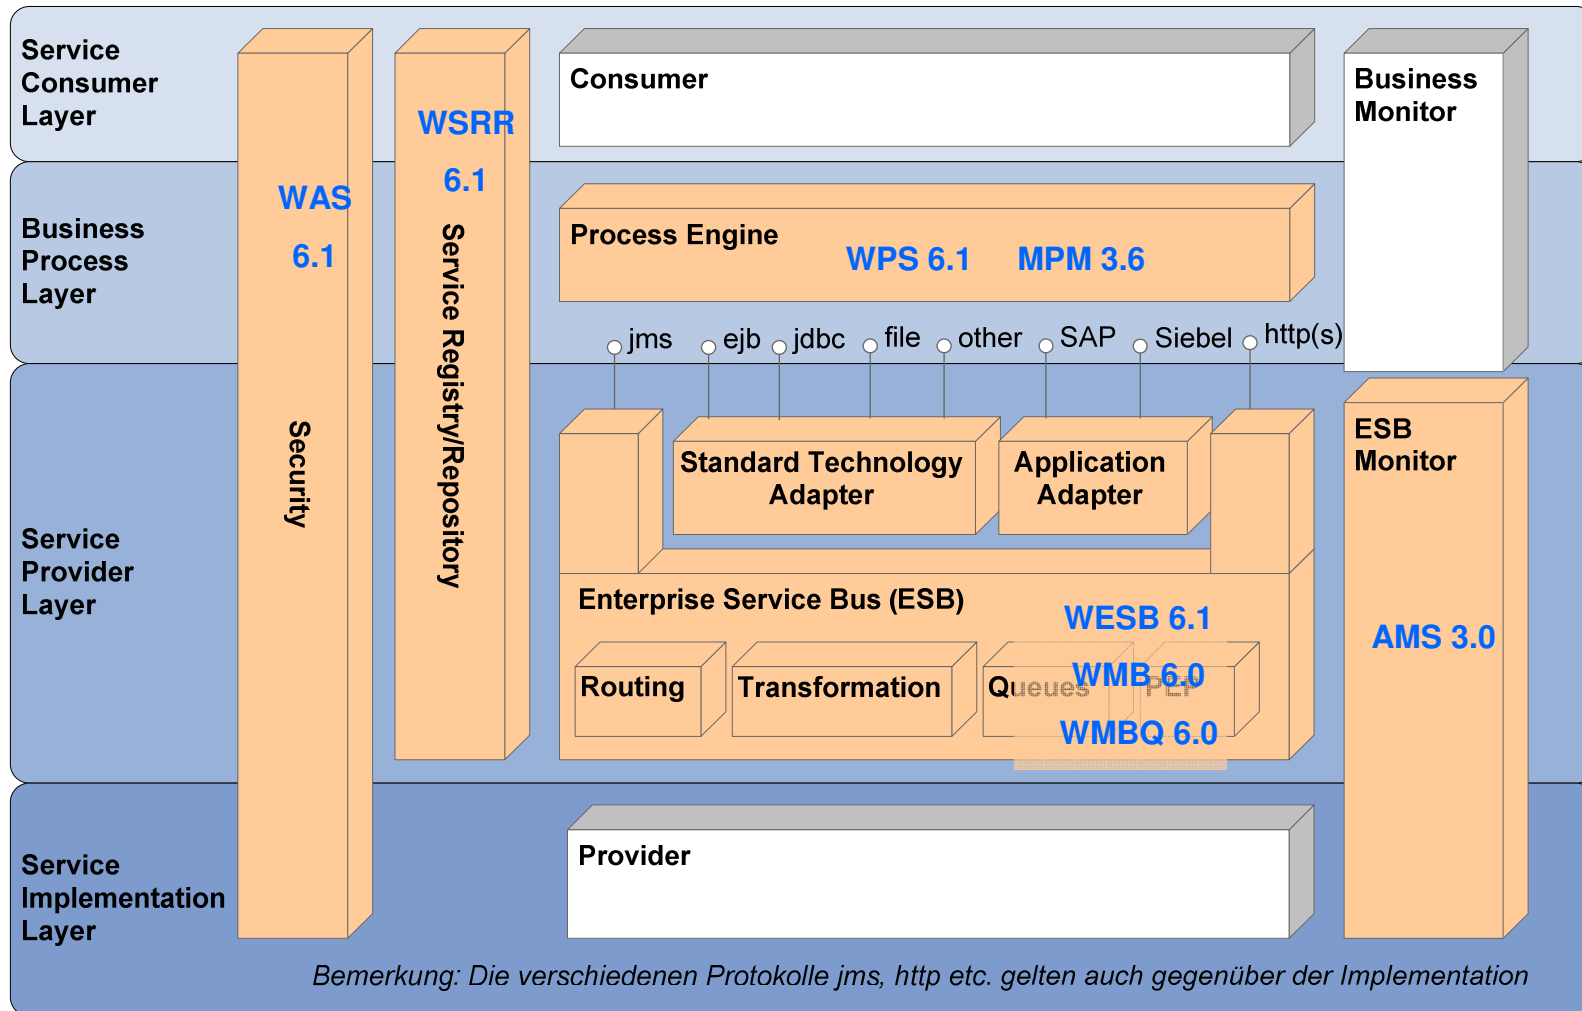 Service
Consumer
Layer
WAS
6.1
Security
WSRR
6.1
Service Registry/Repository
Consumer
Business
Monitor
Business
Process
Layer
Process Engine
WPS 6.1 MPM 3.6
jms ejb jdbc file other SAP Siebel http(s)
Service
Provider
Layer
Standard Technology
Adapter
Application
Adapter
ESB
Monitor
AMS 3.0
Enterprise Service Bus (ESB)
WESB 6.1
WMB 6.0
WMBQ 6.0
Routing
Transformation
Queues
PEP
Service
Implementation
Layer
Provider
Bemerkung: Die verschiedenen Protokolle jms, http etc. gelten auch gegenüber der Implementation